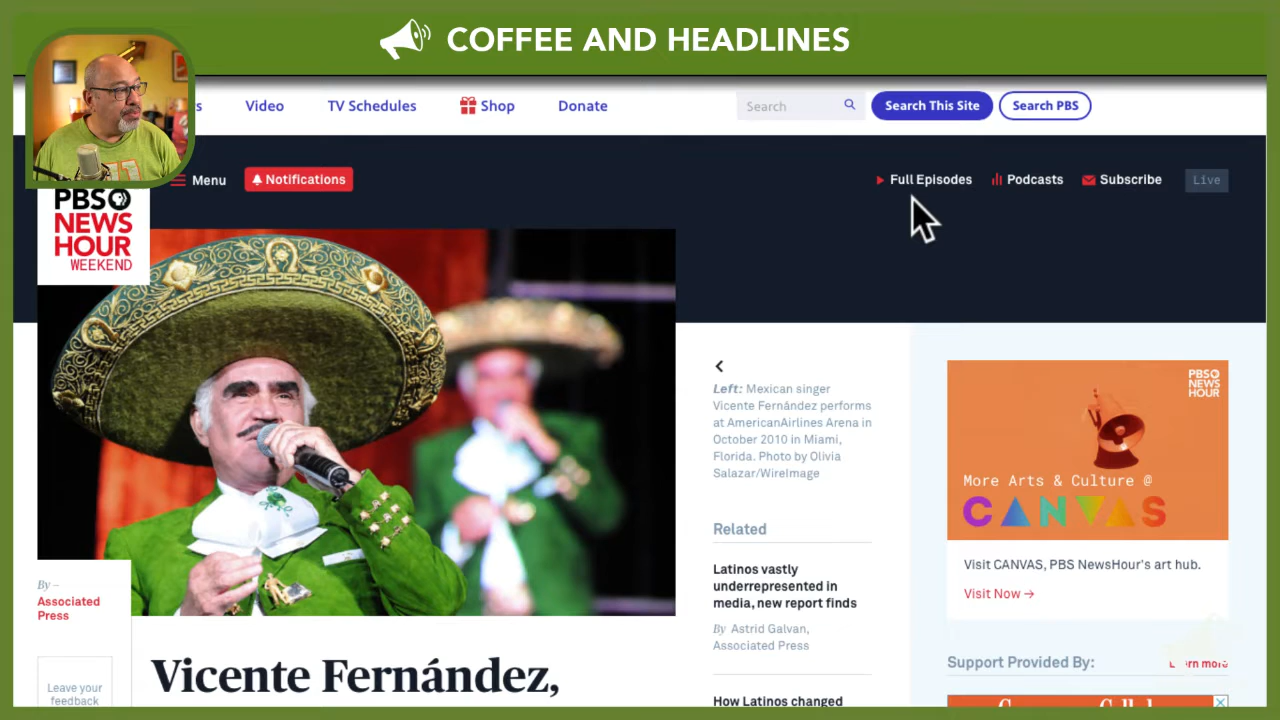 COFFEE AND HEADLINES
s Video TV Schedules Shop Donate
Search
Search This Site
Search PBS
Menu
Notifications
Full Episodes
Podcasts
Subscribe
Live
PBS
NEWS
HOUR
WEEKEND
By –
Associated
Press
Leave your
feedback
Vicente Fernández,
Left: Mexican singer
Vicente Fernández performs
at AmericanAirlines Arena in
October 2010 in Miami,
Florida. Photo by Olivia
Salazar/WireImage
Related
Latinos vastly
underrepresented in
media, new report finds
By Astrid Galvan,
Associated Press
How Latinos changed
PBS
NEWS
HOUR
More Arts & Culture @
CANVAS
Visit CANVAS, PBS NewsHour's art hub.
Visit Now →
Support Provided By: